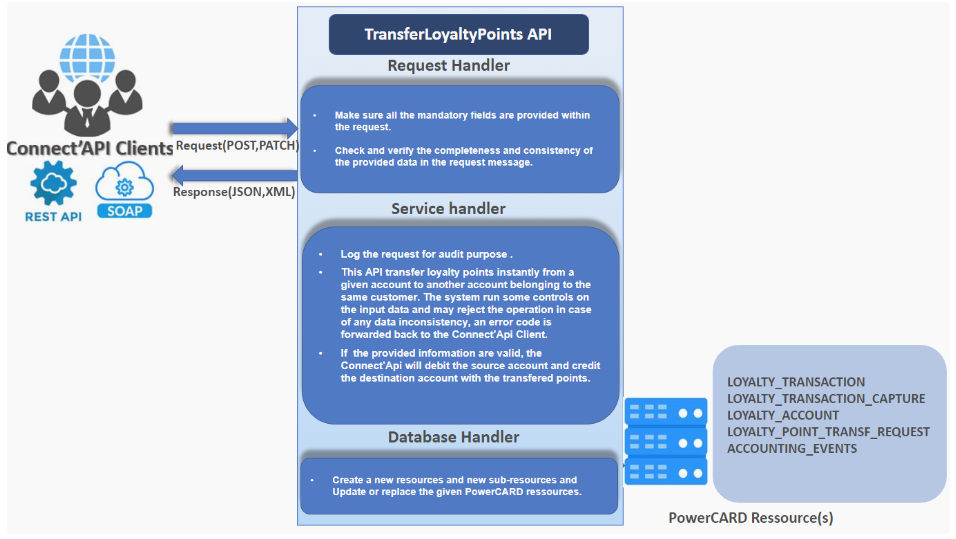 TransferLoyaltyPoints API
Request Handler
• Make sure all the mandatory fields are provided within
the request.
• Check and verify the completeness and consistency of
the provided data in the request message.
Connect'API Clients
Request(POST,PATCH)
Response(JSON,XML)
REST API
SOAP
Service handler
• Log the request for audit purpose .
• This API transfer loyalty points instantly from a
given account to another account belonging to the
same customer. The system run some controls on
the input data and may reject the operation in case
of any data inconsistency, an error code is
forwarded back to the Connect'Api Client.
• If the provided information are valid, the
Connect'Api will debit the source account and credit
the destination account with the transfered points.
Database Handler
• Create a new resources and new sub-resources and
Update or replace the given PowerCARD ressources.
LOYALTY_TRANSACTION
LOYALTY_TRANSACTION_CAPTURE
LOYALTY_ACCOUNT
LOYALTY_POINT_TRANSF_REQUEST
ACCOUNTING_EVENTS
PowerCARD Ressource(s)